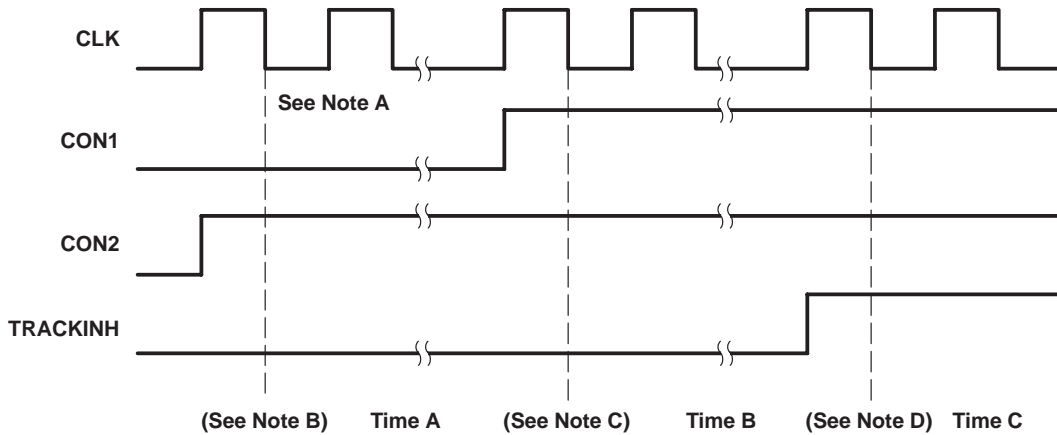 CLK
See Note A
CON1
CON2
TRACKINH
(See Note B) Time A (See Note C) Time B (See Note D) Time C